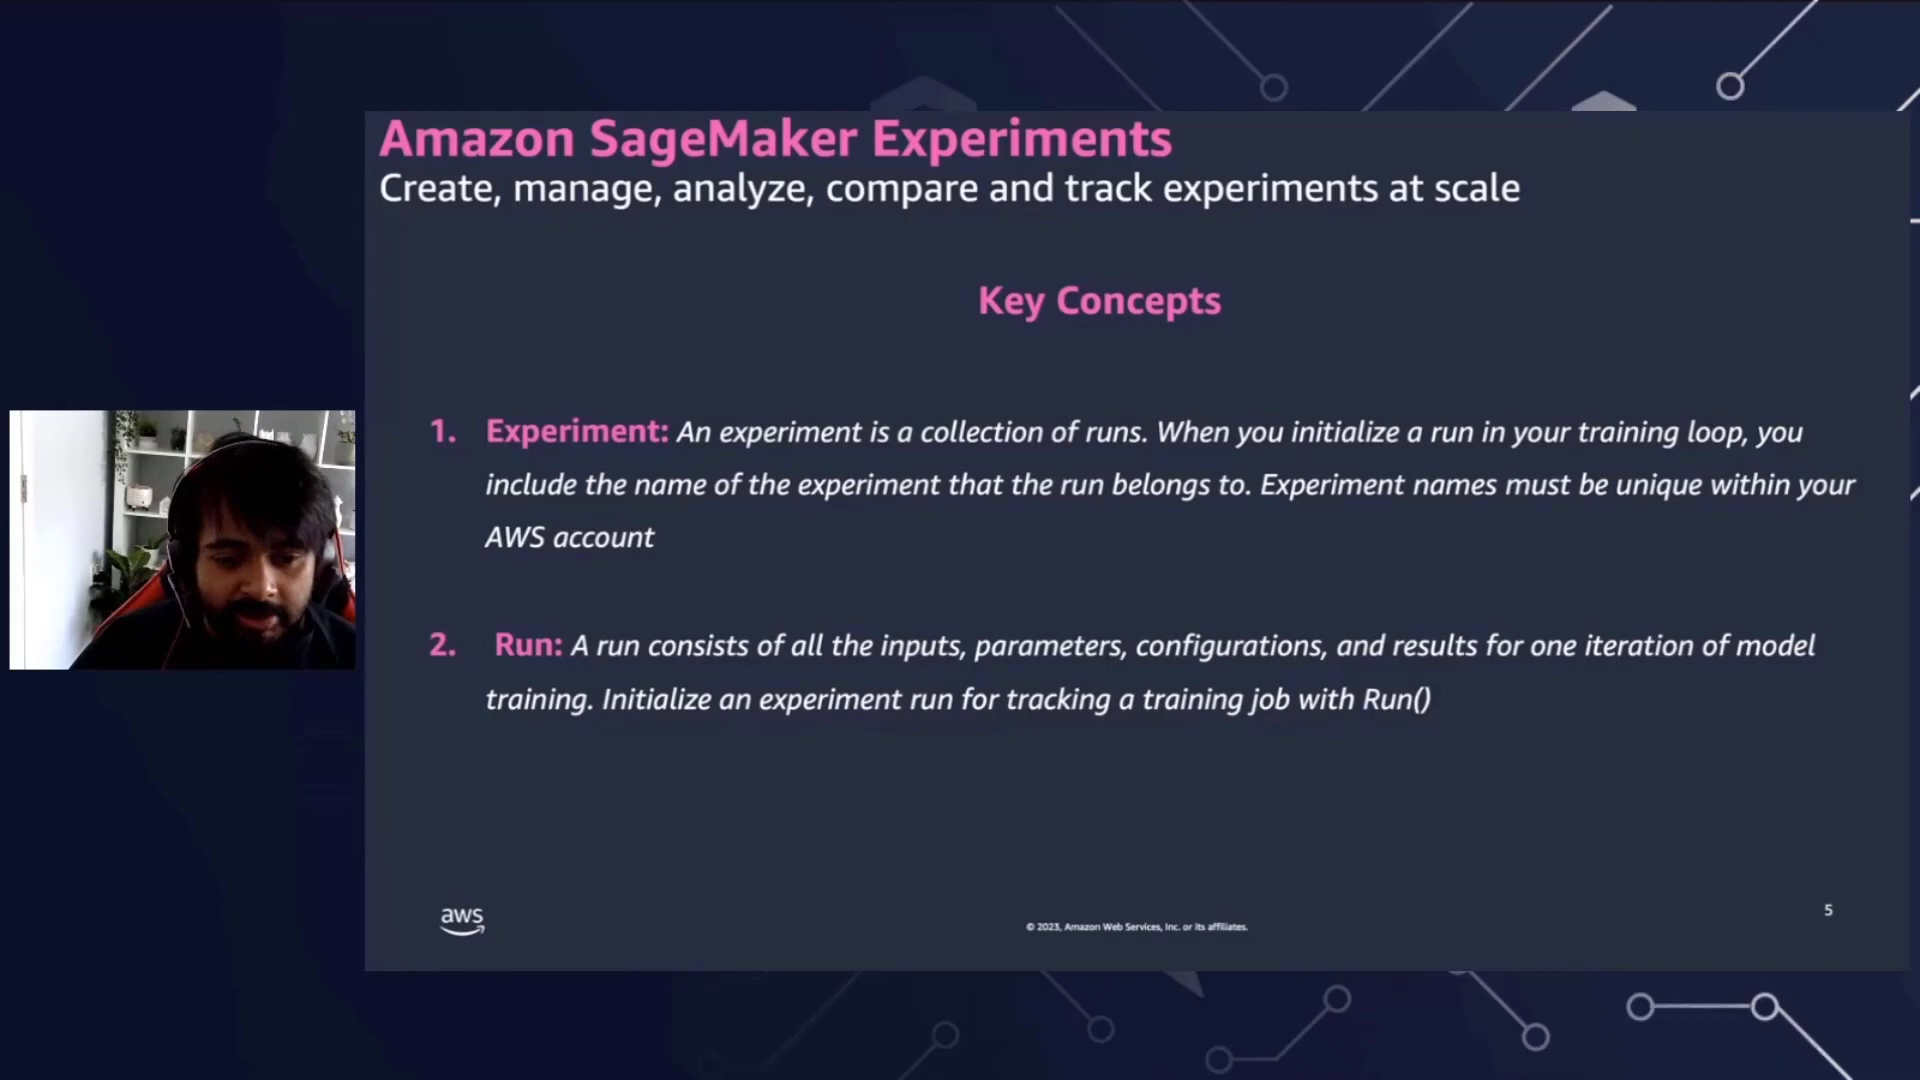 Amazon SageMaker Experiments
Create, manage, analyze, compare and track experiments at scale
Key Concepts
1. Experiment: An experiment is a collection of runs. When you initialize a run in your training loop, you
include the name of the experiment that the run belongs to. Experiment names must be unique within your
AWS account
2. Run: A run consists of all the inputs, parameters, configurations, and results for one iteration of model
training. Initialize an experiment run for tracking a training job with Run()
aws
© 2023, Amazon Web Services, Inc. or its affiliates.
5